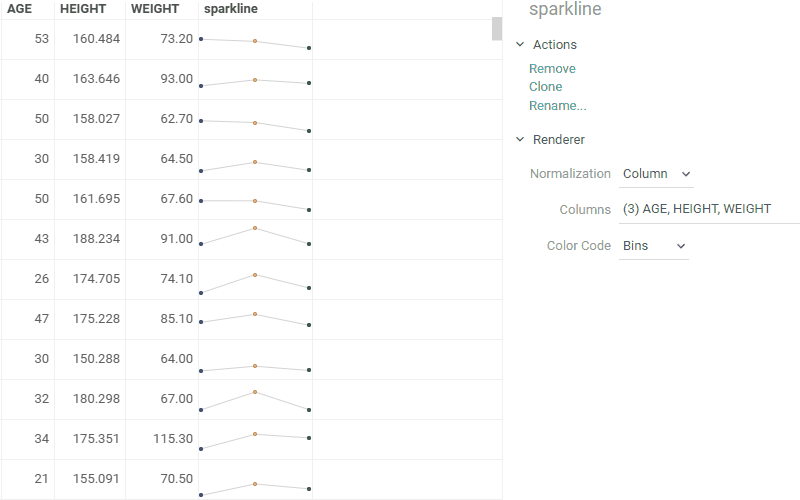 AGE HEIGHT WEIGHT sparkline
53 160.484 73.20
40 163.646 93.00
50 158.027 62.70
30 158.419 64.50
50 161.695 67.60
43 188.234 91.00
26 174.705 74.10
47 175.228 85.10
30 150.288 64.00
32 180.298 67.00
34 175.351 115.30
21 155.091 70.50
sparkline
Actions
Remove
Clone
Rename...
Renderer
Normalization Column
Columns (3) AGE, HEIGHT, WEIGHT
Color Code Bins